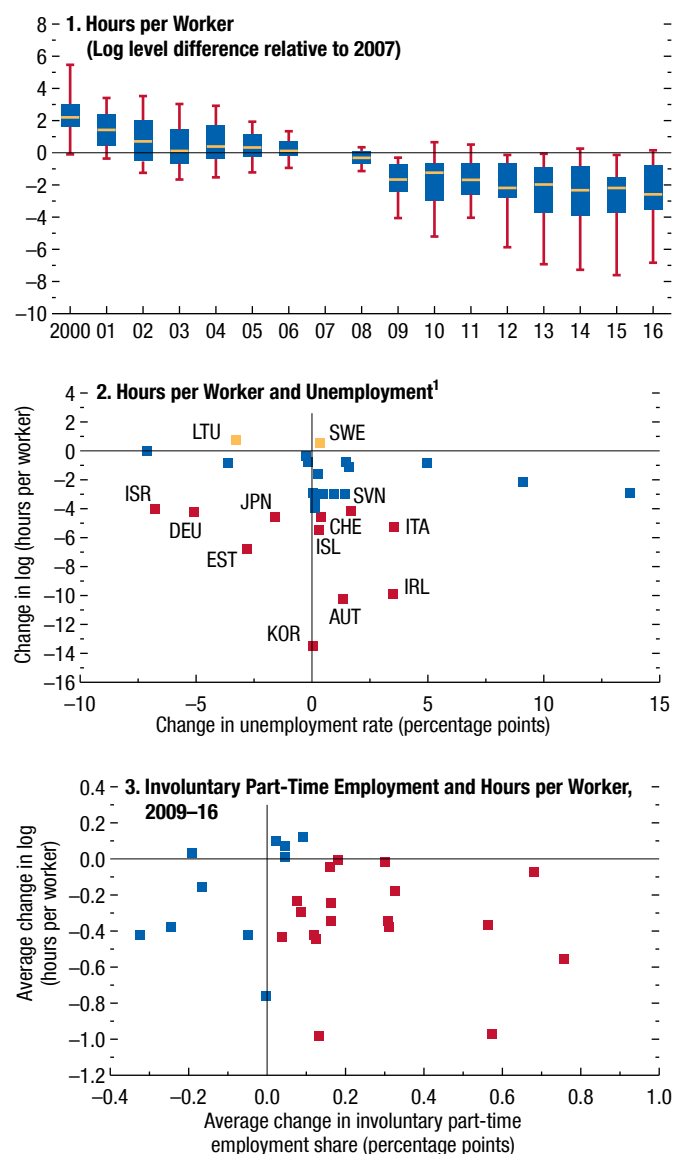 1. Hours per Worker
(Log level difference relative to 2007)
8
6
4
2
0
−2
−4
−6
−8
−10
2000 01 02 03 04 05 06 07 08 09 10 11 12 13 14 15 16
2. Hours per Worker and Unemployment¹
Change in log (hours per worker)
4
2
0
−2
−4
−6
−8
−10
−12
−14
−16
LTU
SWE
ISR
DEU
JPN
SVN
CHE
ITA
ISL
EST
IRL
AUT
KOR
−10 −5 0 5 10 15
Change in unemployment rate (percentage points)
3. Involuntary Part-Time Employment and Hours per Worker,
2009–16
Average change in log
(hours per worker)
0.4
0.2
0.0
−0.2
−0.4
−0.6
−0.8
−1.0
−1.2
−0.4 −0.2 0.0 0.2 0.4 0.6 0.8 1.0
Average change in involuntary part-time
employment share (percentage points)